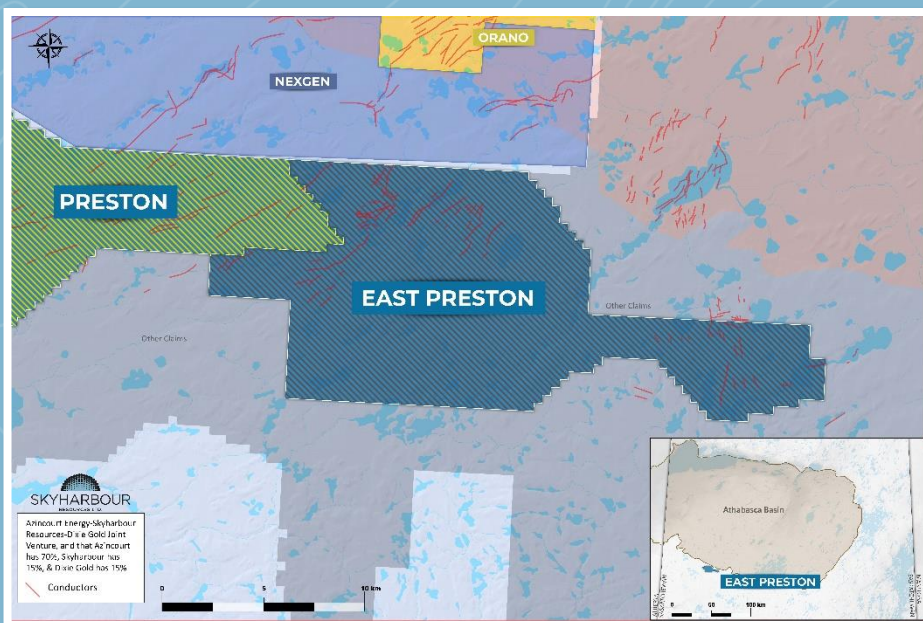 ORANO
NEXGEN
PRESTON
EAST PRESTON
Other Claims
Other Claims
SKYHARBOUR
RESOURCES LTD.
Azincourt Energy-Skyharbour
Resources-Dixie Gold Joint
Venture, and that Azincourt
has 70%, Skyharbour has
15%, & Dixie Gold has 15%
Conductors
0 5 10 km
Athabasca Basin
EAST PRESTON
0 50 100 km